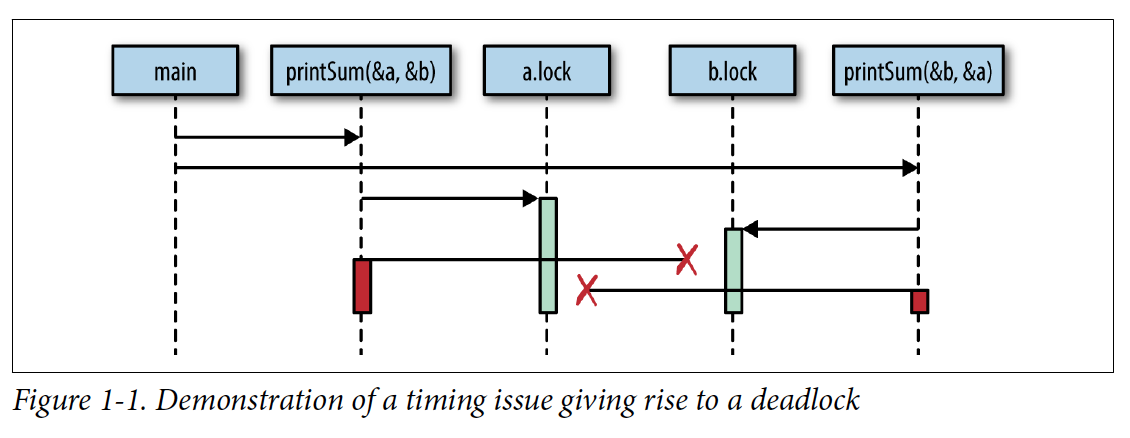 main
printSum(&a, &b)
a.lock
b.lock
printSum(&b, &a)
Figure 1-1. Demonstration of a timing issue giving rise to a deadlock